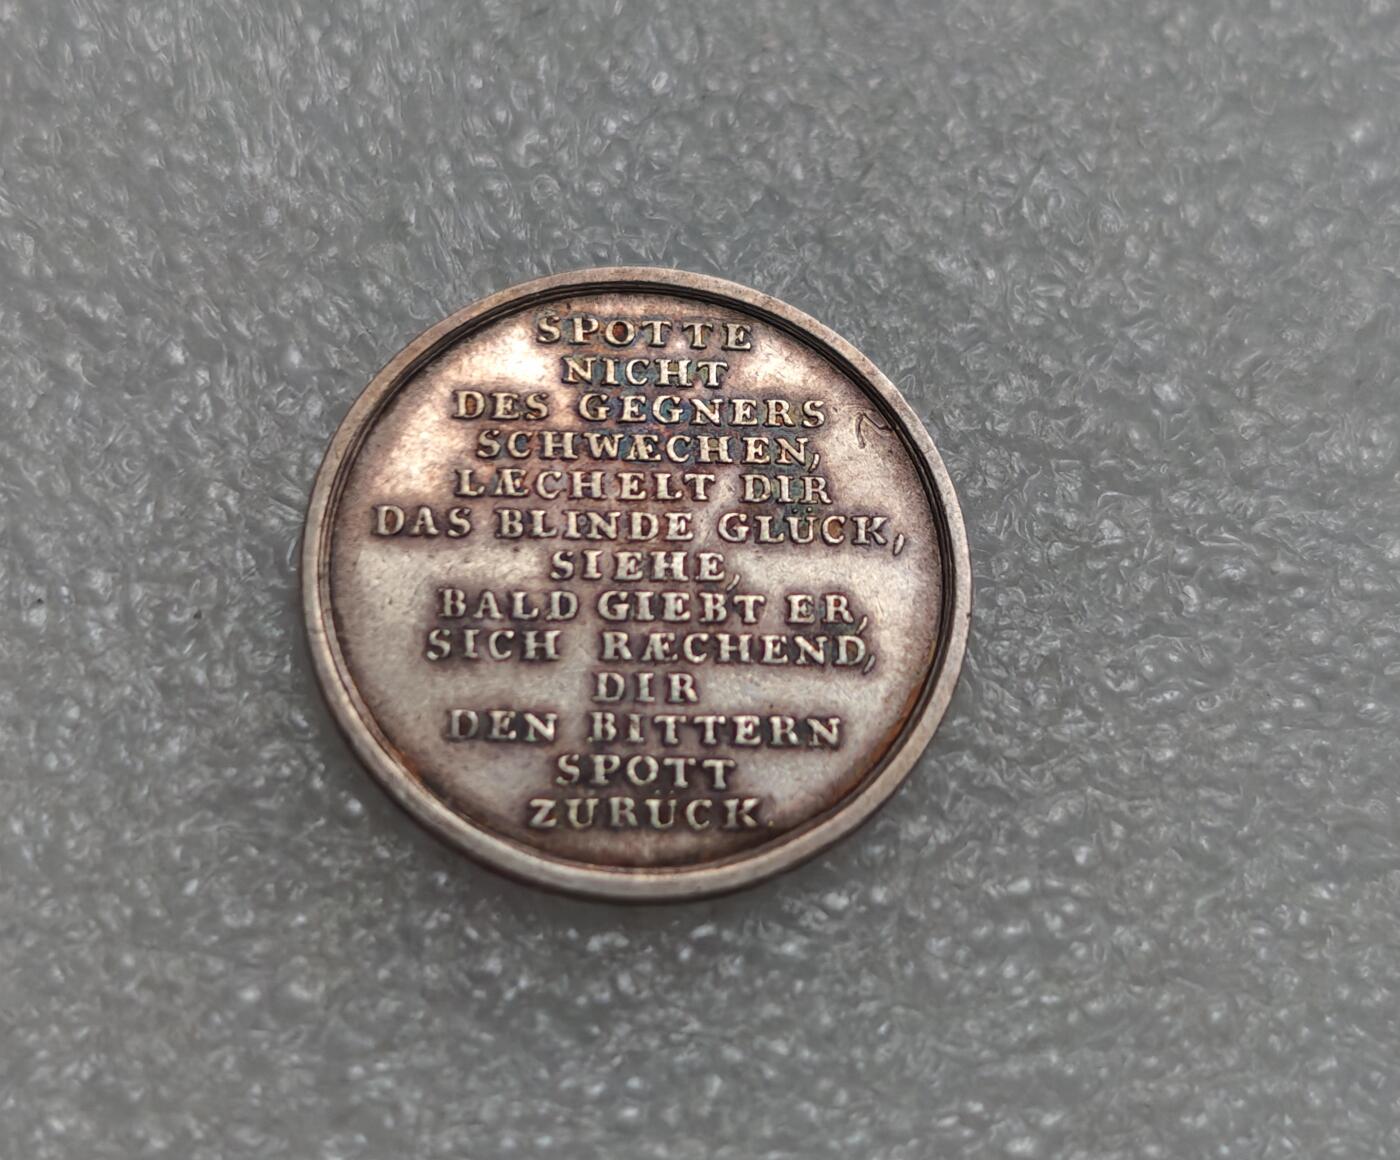 SPOTTE
NICHT
DES GEGNERS
SCHWÆCHEN,
LÆCHELT DIR
DAS BLINDE GLÜCK,
SIEHE,
BALD GIEBT ER,
SICH RÆCHEND,
DIR
DEN BITTERN
SPOTT
ZURÜCK.